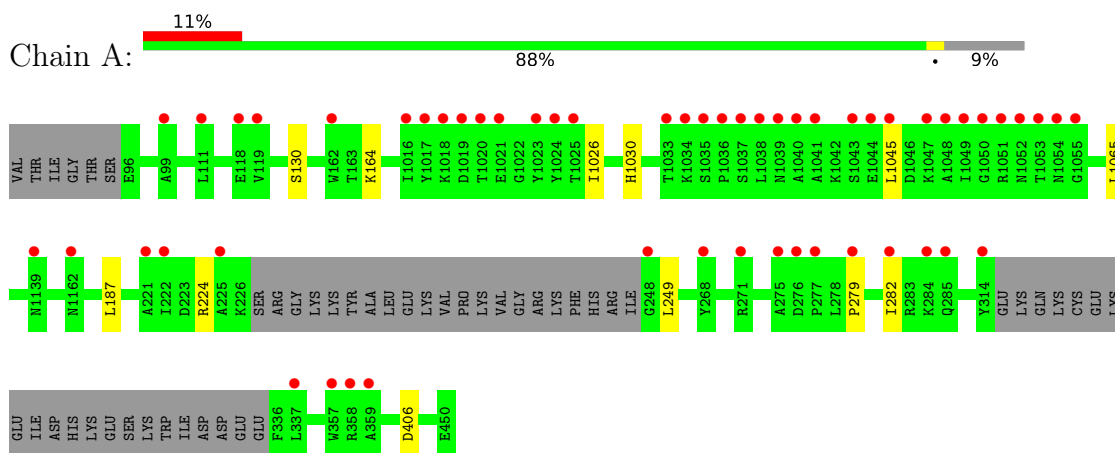 11%
Chain A:
88% • 9%
VAL THR ILE GLY THR SER E96 A99 L111 E118 V119 S130 W162 T163 K164 I1016 Y1017 K1018 D1019 T1020 E1021 G1022 Y1023 Y1024 T1025 I1026 H1030 T1033 K1034 S1035 P1036 S1037 L1038 N1039 A1040 A1041 K1042 S1043 E1044 L1045 D1046 K1047 A1048 I1049 G1050 R1051 N1052 T1053 N1054 G1055 L1065
N1139 N1162 L187 A221 I222 D223 R224 A225 K226 SER ARG GLY LYS LYS TYR ALA LEU GLU LYS VAL PRO LYS VAL GLY ARG LYS PHE HIS ARG ILE G248 L249 Y268 R271 A275 D276 P277 L278 P279 I282 R283 K284 Q285 Y314 GLU LYS GLN LYS CYS GLU LYS
GLU ILE ASP HIS LYS GLU SER LYS TRP ILE ASP ASP GLU GLU F336 L337 W357 R358 A359 D406 E450